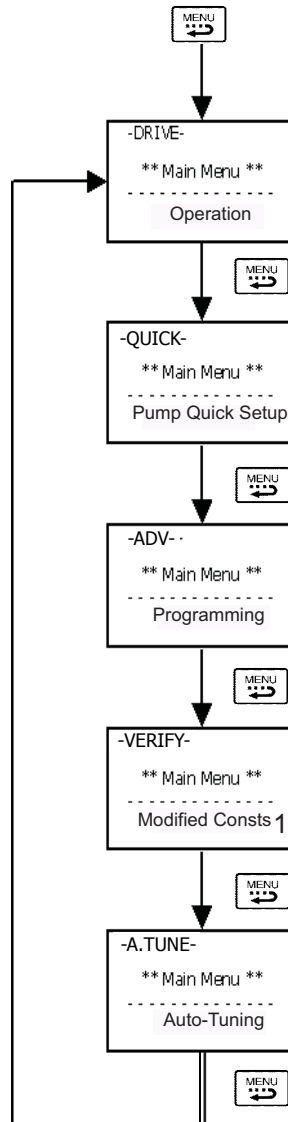 MENU
-DRIVE-
** Main Menu **
- - - - - - - - - - - - - -
Operation
MENU
-QUICK-
** Main Menu **
- - - - - - - - - - - - - -
Pump Quick Setup
MENU
-ADV- ·
** Main Menu **
- - - - - - - - - - - - - -
Programming
MENU
-VERIFY-
** Main Menu **
- - - - - - - - - - - - - -
Modified Consts 1
MENU
-A.TUNE-
** Main Menu **
- - - - - - - - - - - - - -
Auto-Tuning
MENU